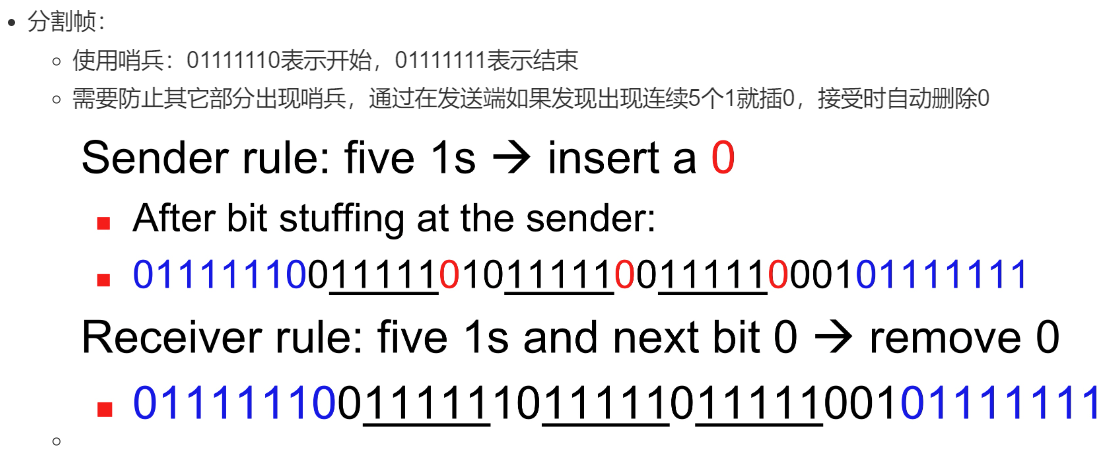 分割帧:
使用哨兵：01111110表示开始，01111111表示结束
需要防止其它部分出现哨兵，通过在发送端如果发现出现连续5个1就插0，接受时自动删除0
Sender rule: five 1s → insert a 0
After bit stuffing at the sender:
01111110011111010111110011111000101111111
Receiver rule: five 1s and next bit 0 → remove 0
01111110011111101111101111100101111111